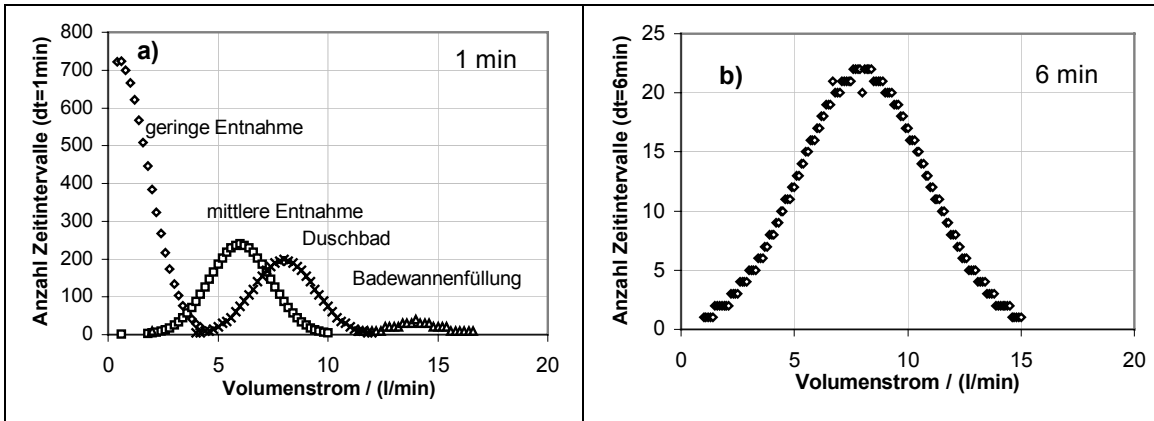 a)
1 min
Anzahl Zeitintervalle (dt=1min)
800
700
600
500
400
300
200
100
0
geringe Entnahme
mittlere Entnahme
Duschbad
Badewannenfüllung
0 5 10 15 20
Volumenstrom / (l/min)
b)
6 min
Anzahl Zeitintervalle (dt=6min)
25
20
15
10
5
0
0 5 10 15 20
Volumenstrom / (l/min)